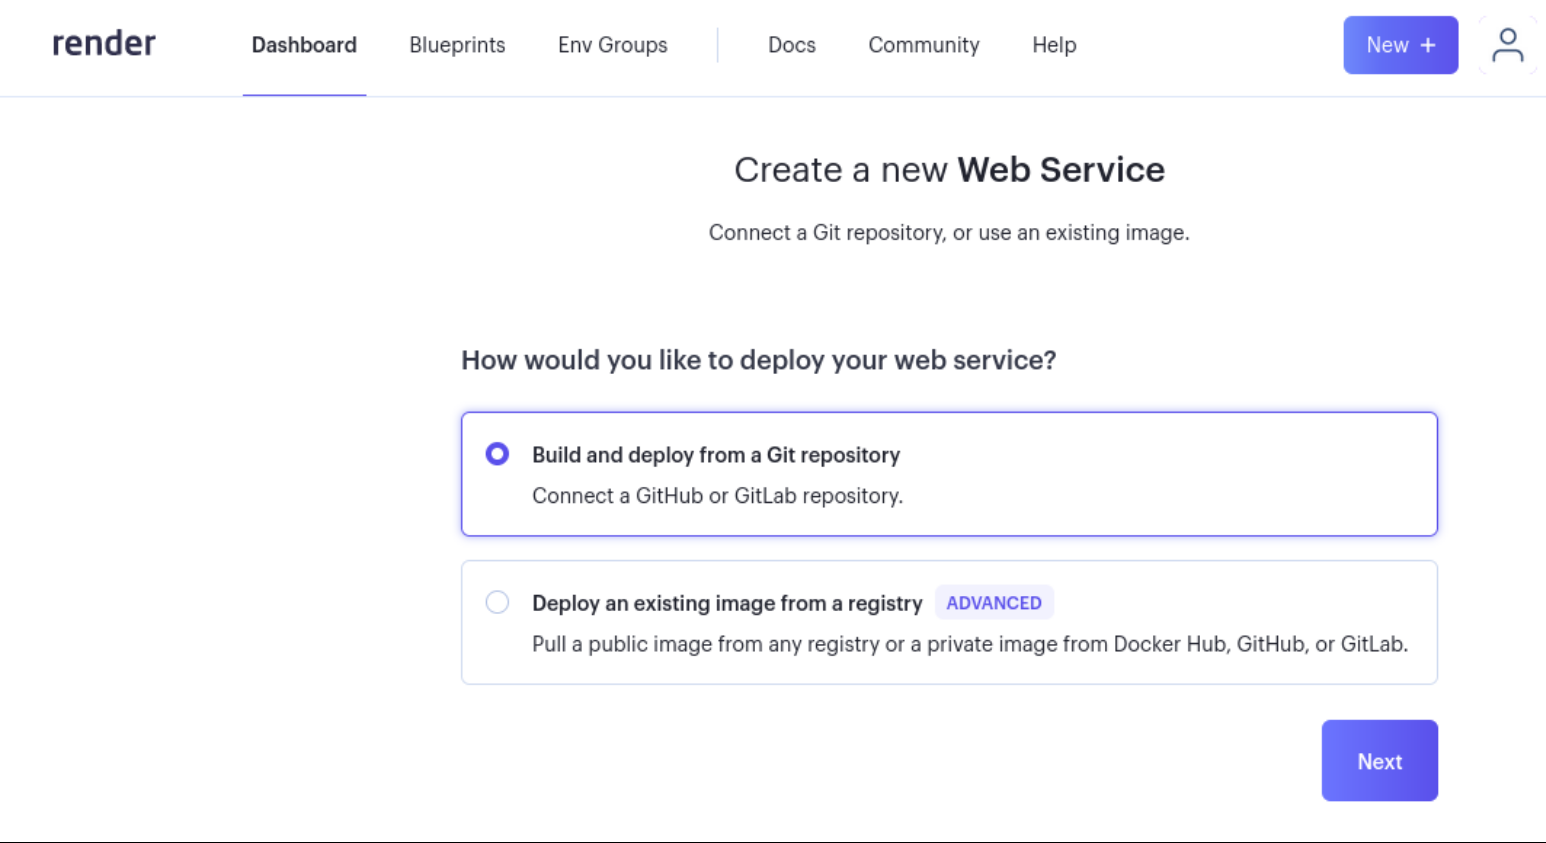 render Dashboard Blueprints Env Groups Docs Community Help New +
Create a new Web Service
Connect a Git repository, or use an existing image.
How would you like to deploy your web service?
Build and deploy from a Git repository
Connect a GitHub or GitLab repository.
Deploy an existing image from a registry ADVANCED
Pull a public image from any registry or a private image from Docker Hub, GitHub, or GitLab.
Next